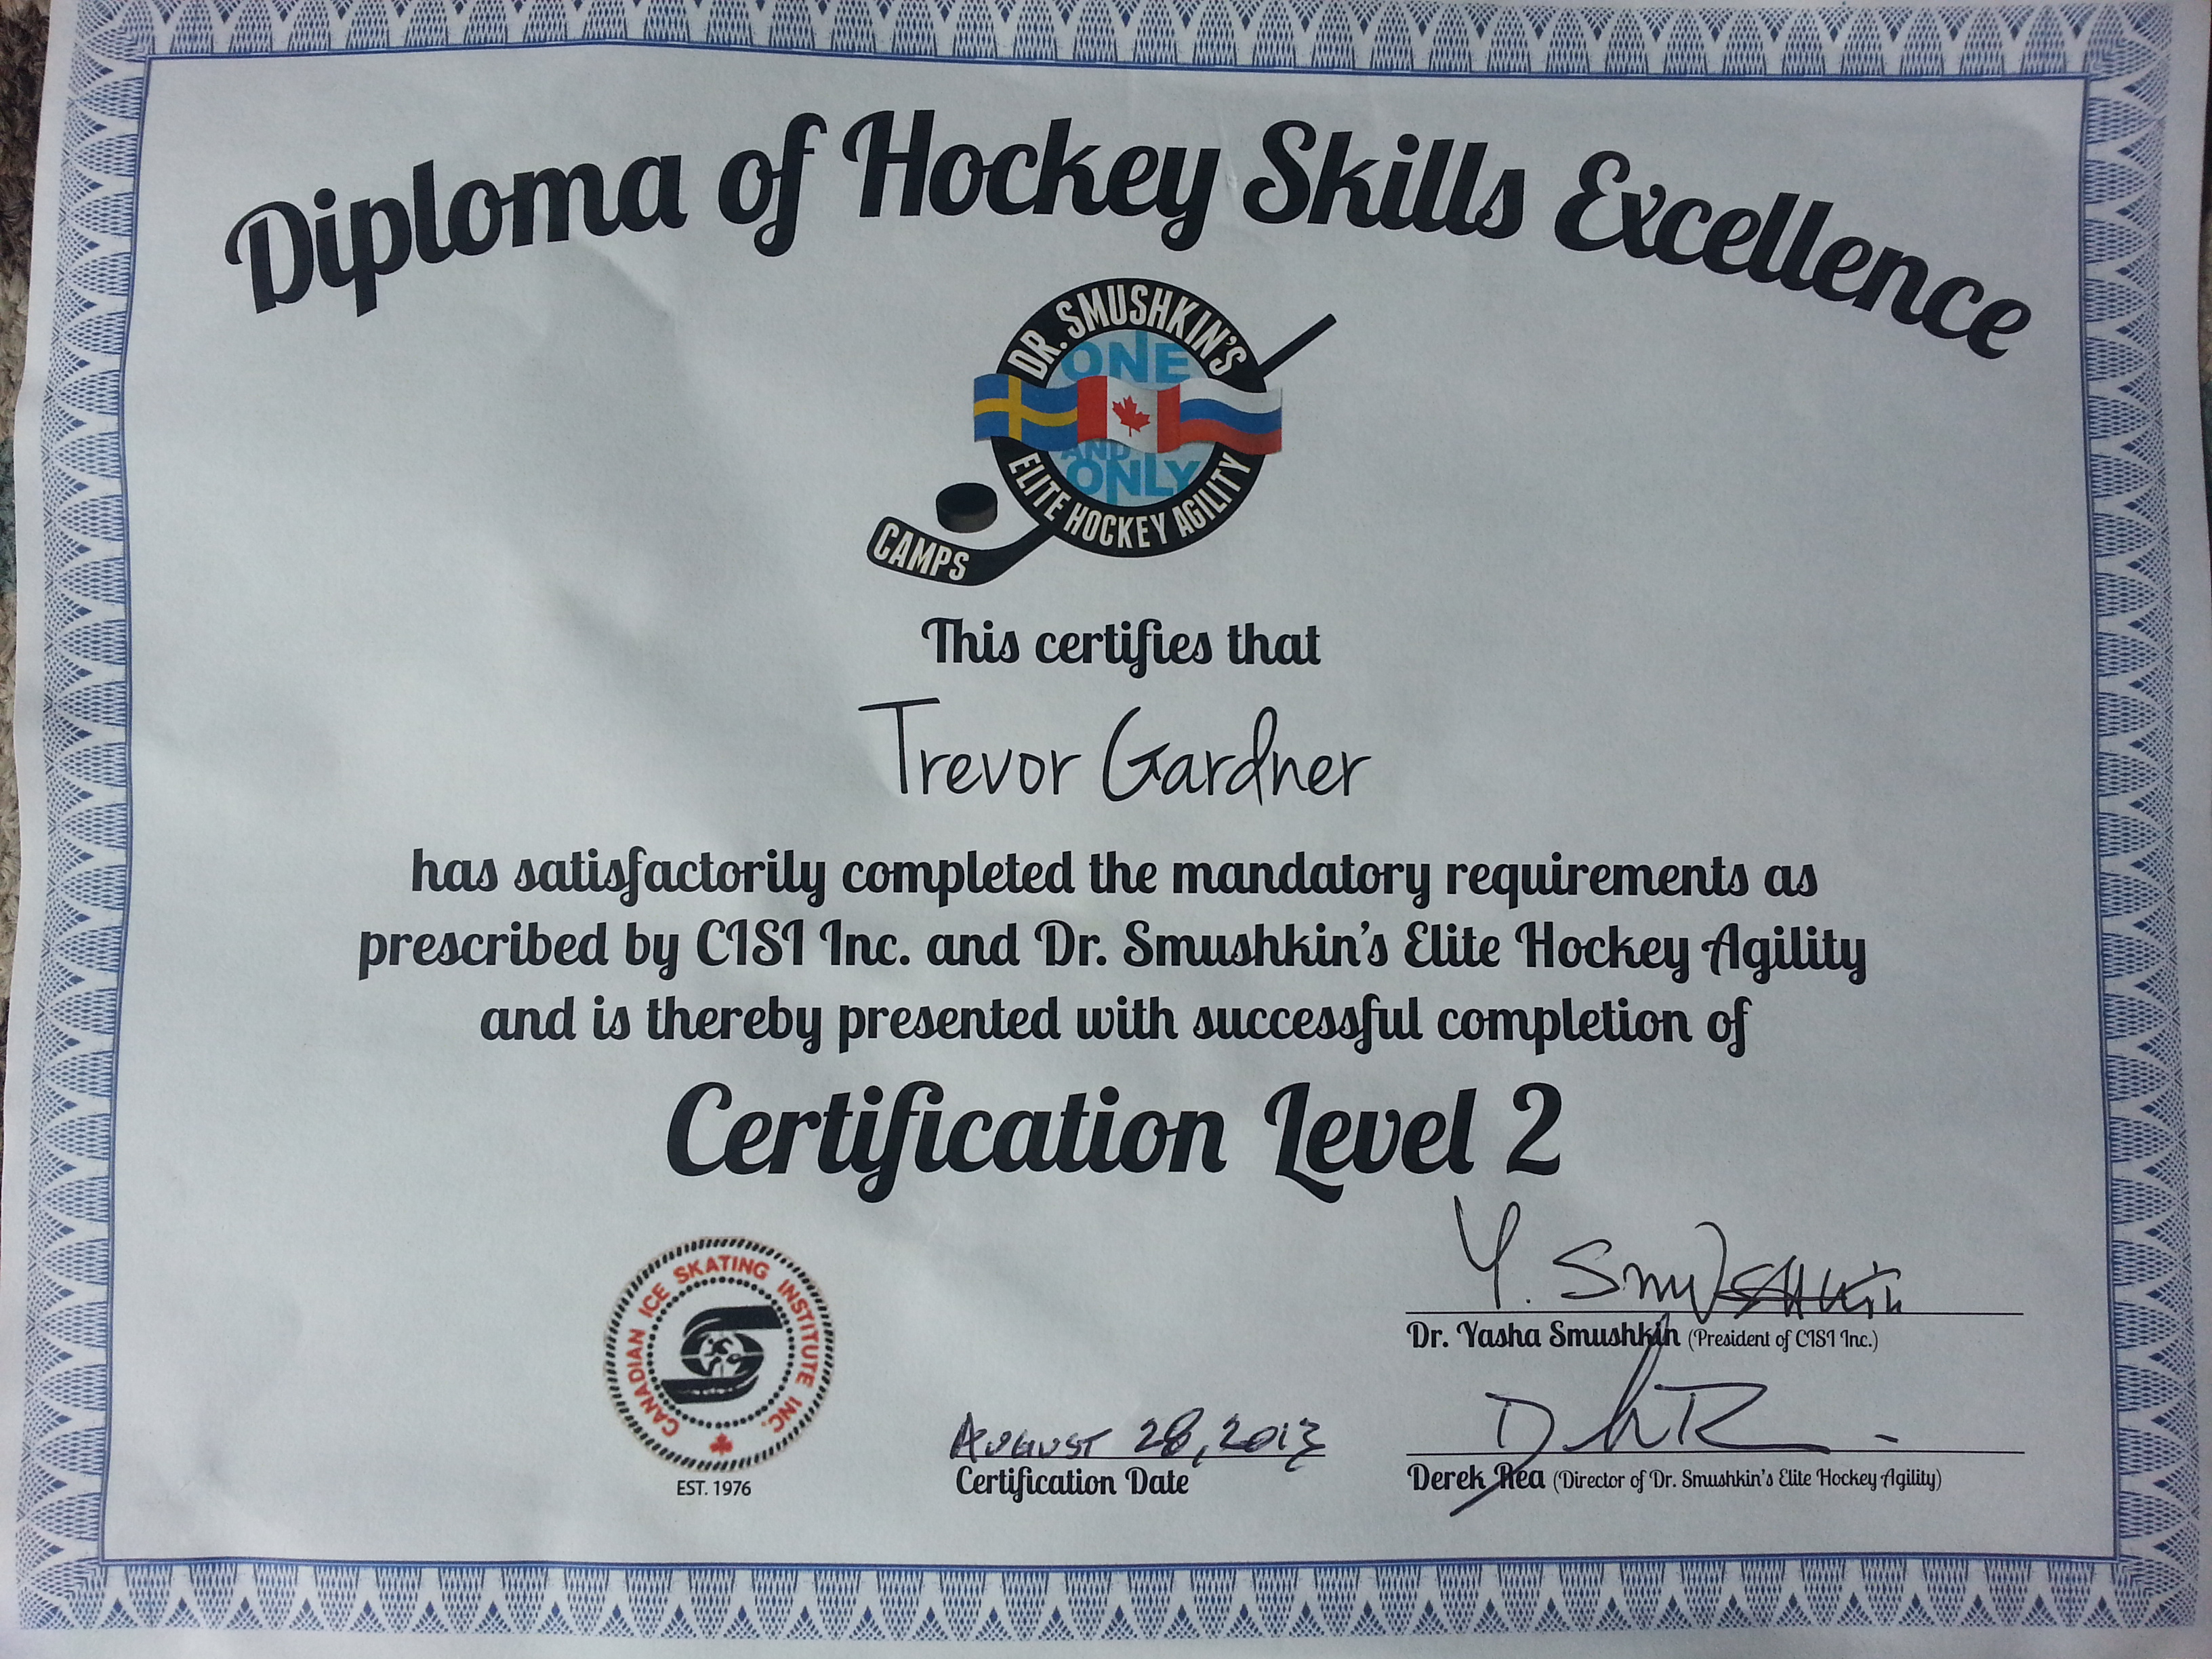 Diploma of Hockey Skills Excellence
DR. SMUSHKIN'S
ONE
AND
ONLY
ELITE HOCKEY AGILITY
CAMPS
This certifies that
Trevor Gardner
has satisfactorily completed the mandatory requirements as
prescribed by CISI Inc. and Dr. Smushkin's Elite Hockey Agility
and is thereby presented with successful completion of
Certification Level 2
CANADIAN ICE SKATING INSTITUTE INC.
EST. 1976
August 28, 2013
Certification Date
Y. Smushkin
Dr. Yasha Smushkin (President of CISI Inc.)
Derek Rea (Director of Dr. Smushkin's Elite Hockey Agility)